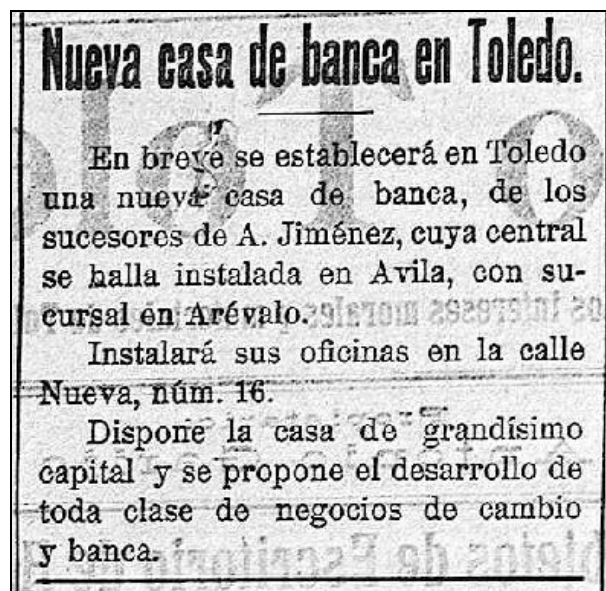 Nueva casa de banca en Toledo.
En breve se establecerá en Toledo
una nueva casa de banca, de los
sucesores de A. Jiménez, cuya central
se halla instalada en Avila, con su-
cursal en Arévalo.
Instalará sus oficinas en la calle
Nueva, núm. 16.
Dispone la casa de grandísimo
capital y se propone el desarrollo de
toda clase de negocios de cambio
y banca.